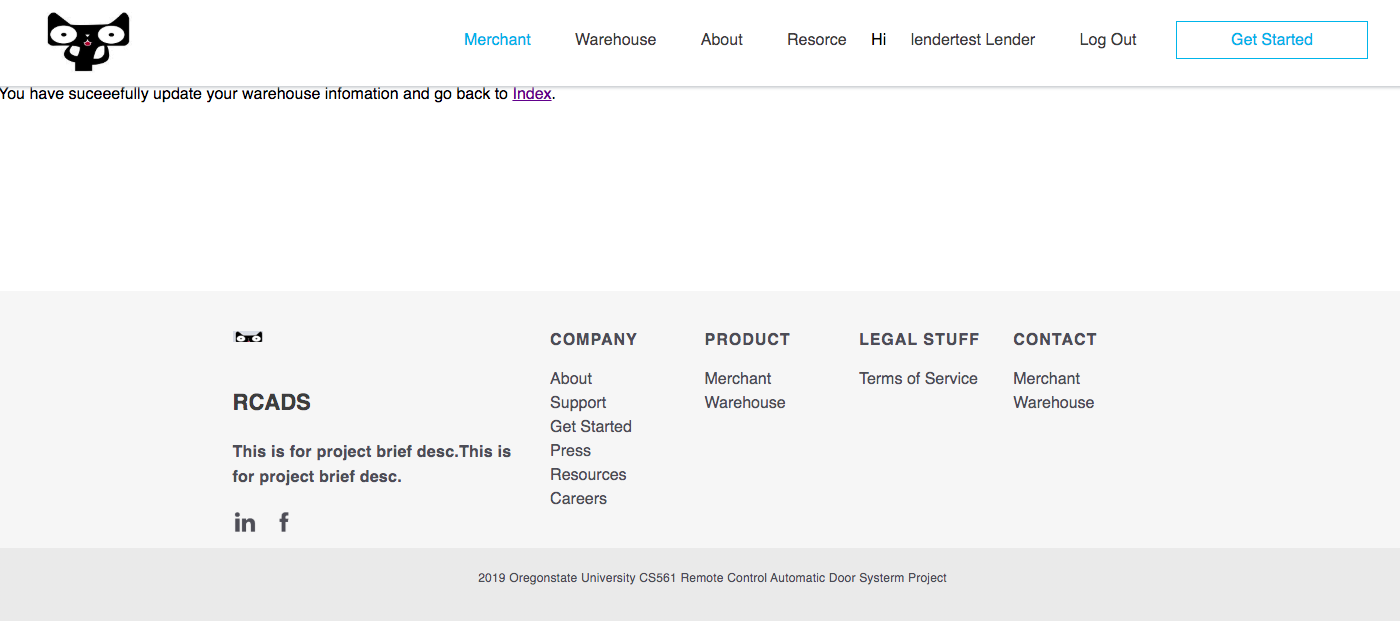 Merchant Warehouse About Resorce Hi lendertest Lender Log Out Get Started
You have suceeefully update your warehouse infomation and go back to Index.
RCADS
This is for project brief desc.This is
for project brief desc.
in f
COMPANY
About
Support
Get Started
Press
Resources
Careers
PRODUCT
Merchant
Warehouse
LEGAL STUFF
Terms of Service
CONTACT
Merchant
Warehouse
2019 Oregonstate University CS561 Remote Control Automatic Door Systerm Project